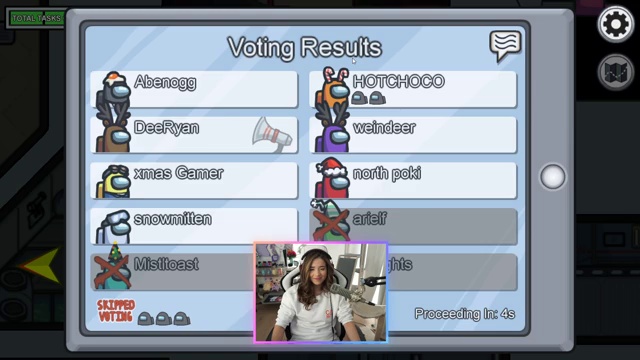 TOTAL TASKS
Voting Results
Abenogg
HOTCHOCO
DeeRyan
weindeer
xmas Gamer
north poki
snowmitten
arielf
Mistltoast
ghts
SKIPPED
VOTING
Proceeding In: 4s